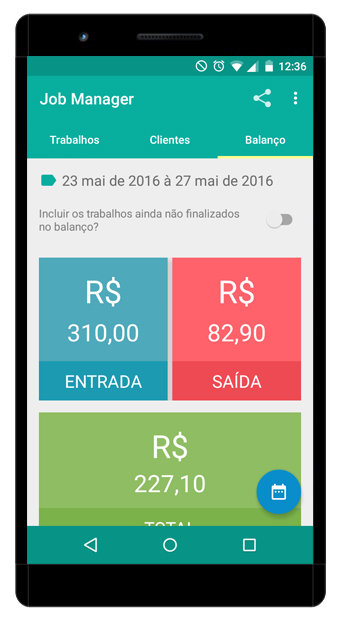 12:36
Job Manager
Trabalhos Clientes Balanço
23 mai de 2016 à 27 mai de 2016
Incluir os trabalhos ainda não finalizados
no balanço?
R$
310,00
ENTRADA
R$
82,90
SAÍDA
R$
227,10
TOTAL